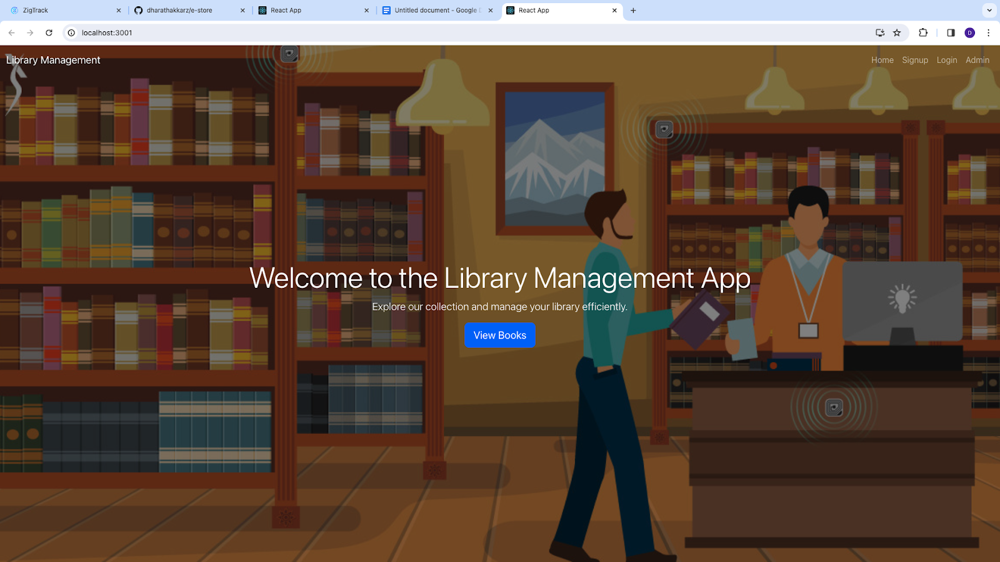 ZigTrack
dharathakkarz/e-store
React App
Untitled document - Google D
React App
localhost:3001
D
Library Management
Home Signup Login Admin
Welcome to the Library Management App
Explore our collection and manage your library efficiently.
View Books